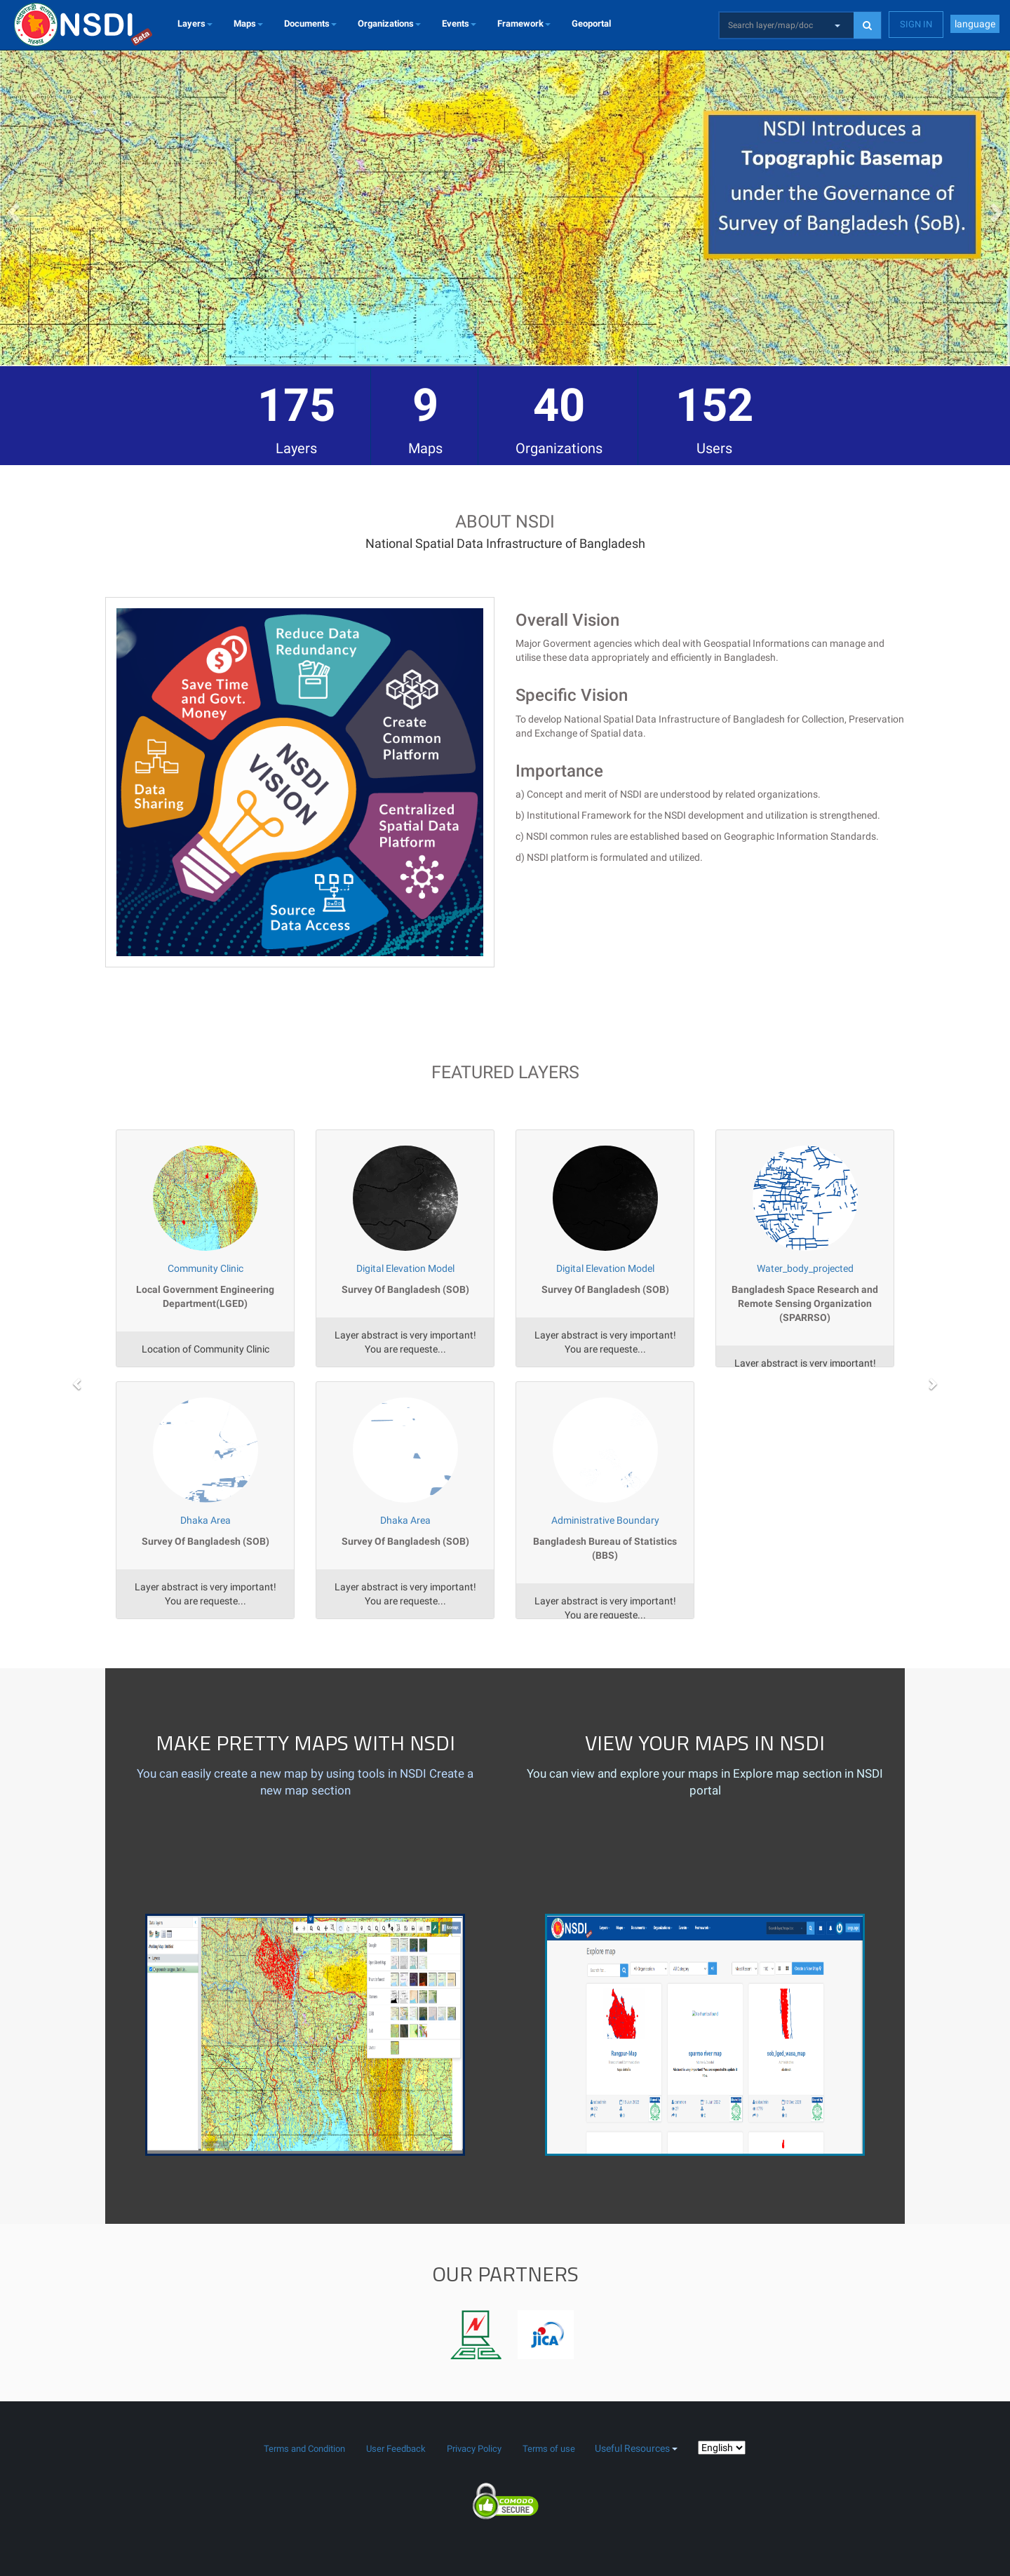 NSDI
Beta
Layers
Maps
Documents
Organizations
Events
Framework
Geoportal
Search layer/map/doc
SIGN IN
language
NSDI Introduces a
Topographic Basemap
under the Governance of
Survey of Bangladesh (SoB).
175
Layers
9
Maps
40
Organizations
152
Users
ABOUT NSDI
National Spatial Data Infrastructure of Bangladesh
Reduce Data
Redundancy
Save Time
and Govt.
Money
Create
Common
Platform
Data
Sharing
NSDI
VISION
Centralized
Spatial Data
Platform
Source
Data Access
Overall Vision
Major Goverment agencies which deal with Geospatial Informations can manage and
utilise these data appropriately and efficiently in Bangladesh.
Specific Vision
To develop National Spatial Data Infrastructure of Bangladesh for Collection, Preservation
and Exchange of Spatial data.
Importance
a) Concept and merit of NSDI are understood by related organizations.
b) Institutional Framework for the NSDI development and utilization is strengthened.
c) NSDI common rules are established based on Geographic Information Standards.
d) NSDI platform is formulated and utilized.
FEATURED LAYERS
Community Clinic
Local Government Engineering
Department(LGED)
Location of Community Clinic
Digital Elevation Model
Survey Of Bangladesh (SOB)
Layer abstract is very important!
You are requeste...
Digital Elevation Model
Survey Of Bangladesh (SOB)
Layer abstract is very important!
You are requeste...
Water_body_projected
Bangladesh Space Research and
Remote Sensing Organization
(SPARRSO)
Layer abstract is very important!
Dhaka Area
Survey Of Bangladesh (SOB)
Layer abstract is very important!
You are requeste...
Dhaka Area
Survey Of Bangladesh (SOB)
Layer abstract is very important!
You are requeste...
Administrative Boundary
Bangladesh Bureau of Statistics
(BBS)
Layer abstract is very important!
You are requeste...
MAKE PRETTY MAPS WITH NSDI
You can easily create a new map by using tools in NSDI Create a
new map section
VIEW YOUR MAPS IN NSDI
You can view and explore your maps in Explore map section in NSDI
portal
NSDI
Explore map
Rangpur-Map
sparrso river map
OUR PARTNERS
JICA
Terms and Condition
User Feedback
Privacy Policy
Terms of use
Useful Resources
English
COMODO
SECURE